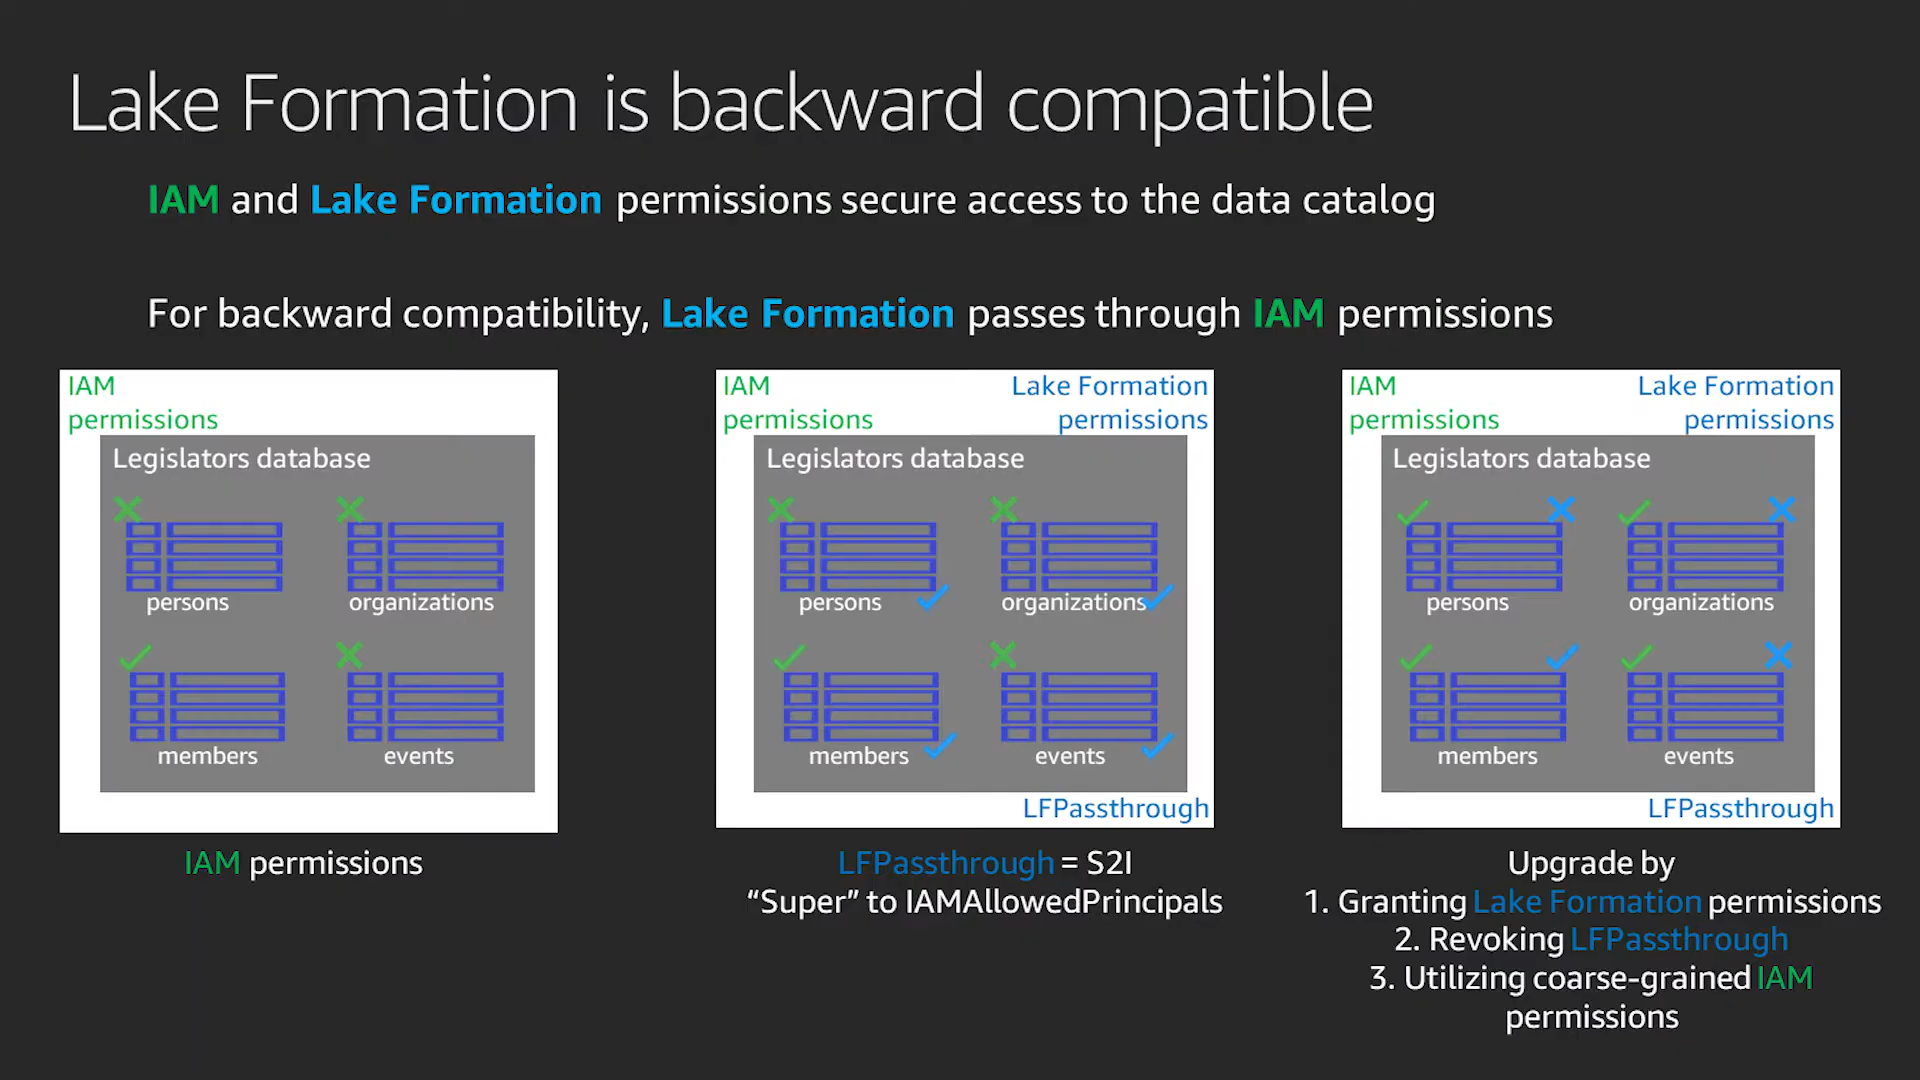 Lake Formation is backward compatible
IAM and Lake Formation permissions secure access to the data catalog
For backward compatibility, Lake Formation passes through IAM permissions
IAM
permissions
Legislators database
persons
organizations
members
events
IAM permissions
IAM
permissions
Lake Formation
permissions
Legislators database
persons
organizations
members
events
LFPassthrough
LFPassthrough = S2I
“Super” to IAMAllowedPrincipals
IAM
permissions
Lake Formation
permissions
Legislators database
persons
organizations
members
events
LFPassthrough
Upgrade by
1. Granting Lake Formation permissions
2. Revoking LFPassthrough
3. Utilizing coarse-grained IAM
permissions